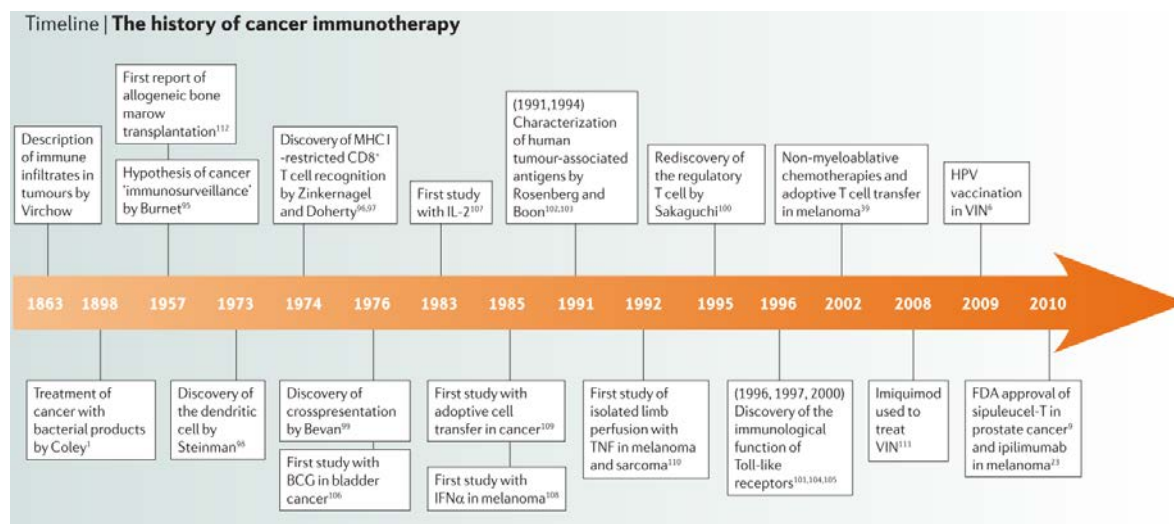 Timeline | The history of cancer immunotherapy
Description
of immune
infiltrates in
tumours by
Virchow
First report of
allogeneic bone
marow
transplantation¹¹²
Hypothesis of cancer
'immunosurveillance'
by Burnet⁹⁵
Discovery of MHC I
-restricted CD8⁺
T cell recognition
by Zinkernagel
and Doherty⁹⁶,⁹⁷
First study
with IL-2¹⁰⁷
(1991, 1994)
Characterization
of human
tumour-associated
antigens by
Rosenberg and
Boon¹⁰²,¹⁰³
Rediscovery of
the regulatory
T cell by
Sakaguchi¹⁰⁰
Non-myeloablative
chemotherapies and
adoptive T cell transfer
in melanoma³⁹
HPV
vaccination
in VIN⁶
1863 1898 1957 1973 1974 1976 1983 1985 1991 1992 1995 1996 2002 2008 2009 2010
Treatment of
cancer with
bacterial products
by Coley¹
Discovery of
the dendritic
cell by
Steinman⁹⁸
Discovery of
crosspresentation
by Bevan⁹⁹
First study with
BCG in bladder
cancer¹⁰⁶
First study with
adoptive cell
transfer in cancer¹⁰⁹
First study with
IFNα in melanoma¹⁰⁸
First study of
isolated limb
perfusion with
TNF in melanoma
and sarcoma¹¹⁰
(1996, 1997, 2000)
Discovery of the
immunological
function of
Toll-like
receptors¹⁰¹,¹⁰⁴,¹⁰⁵
Imiquimod
used to
treat
VIN¹¹¹
FDA approval of
sipuleucel-T in
prostate cancer⁹
and ipilimumab
in melanoma²³